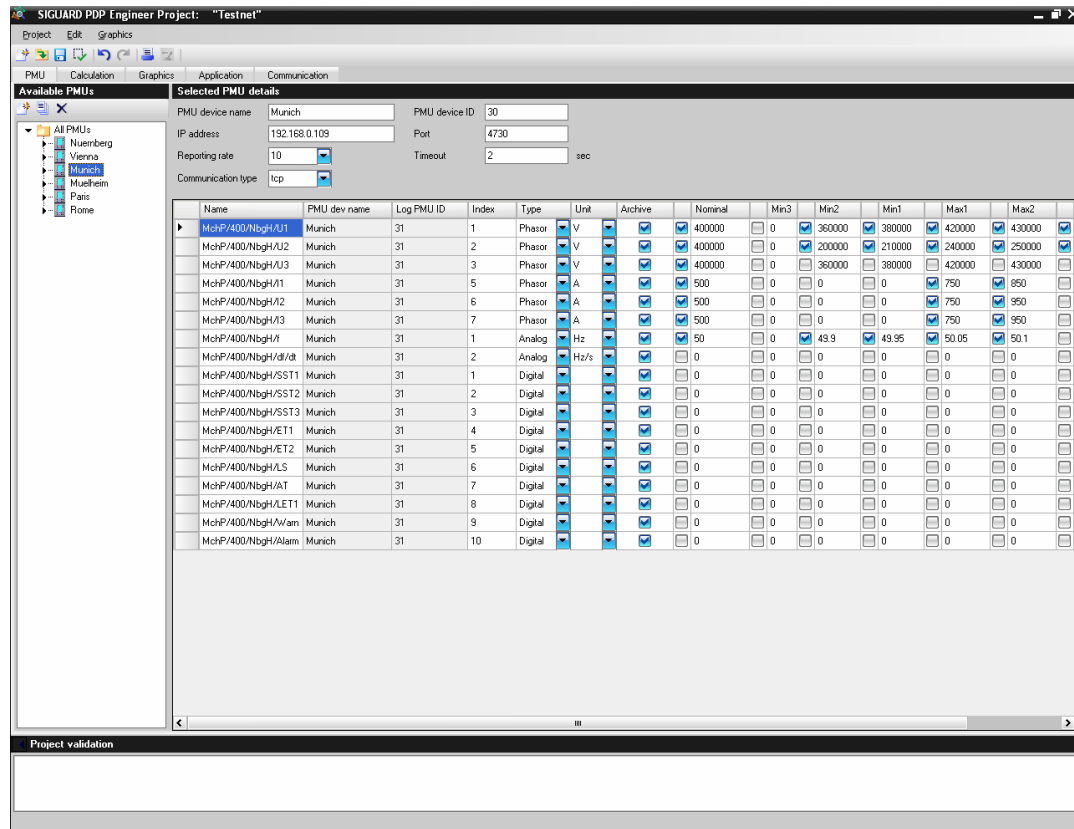 SIGUARD PDP Engineer Project: "Testnet"
Project Edit Graphics
PMU Calculation Graphics Application Communication
Available PMUs
All PMUs
Nuernberg
Vienna
Munich
Muelheim
Paris
Rome
Selected PMU details
PMU device name Munich PMU device ID 30
IP address 192.168.0.109 Port 4730
Reporting rate 10 Timeout 2 sec
Communication type tcp
Name PMU dev name Log PMU ID Index Type Unit Archive Nominal Min3 Min2 Min1 Max1 Max2
MchP/400/NbgH/U1 Munich 31 1 Phasor V 400000 0 360000 380000 420000 430000
MchP/400/NbgH/U2 Munich 31 2 Phasor V 400000 0 200000 210000 240000 250000
MchP/400/NbgH/U3 Munich 31 3 Phasor V 400000 0 360000 380000 420000 430000
MchP/400/NbgH/I1 Munich 31 5 Phasor A 500 0 0 0 750 850
MchP/400/NbgH/I2 Munich 31 6 Phasor A 500 0 0 0 750 950
MchP/400/NbgH/I3 Munich 31 7 Phasor A 500 0 0 0 750 950
MchP/400/NbgH/f Munich 31 1 Analog Hz 50 0 49.9 49.95 50.05 50.1
MchP/400/NbgH/df/dt Munich 31 2 Analog Hz/s 0 0 0 0 0 0
MchP/400/NbgH/SST1 Munich 31 1 Digital 0 0 0 0 0 0
MchP/400/NbgH/SST2 Munich 31 2 Digital 0 0 0 0 0 0
MchP/400/NbgH/SST3 Munich 31 3 Digital 0 0 0 0 0 0
MchP/400/NbgH/ET1 Munich 31 4 Digital 0 0 0 0 0 0
MchP/400/NbgH/ET2 Munich 31 5 Digital 0 0 0 0 0 0
MchP/400/NbgH/LS Munich 31 6 Digital 0 0 0 0 0 0
MchP/400/NbgH/AT Munich 31 7 Digital 0 0 0 0 0 0
MchP/400/NbgH/LET1 Munich 31 8 Digital 0 0 0 0 0 0
MchP/400/NbgH/Warn Munich 31 9 Digital 0 0 0 0 0 0
MchP/400/NbgH/Alarm Munich 31 10 Digital 0 0 0 0 0 0
Project validation